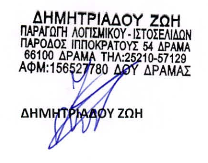 ΔΗΜΗΤΡΙΑΔΟΥ ΖΩΗ
ΠΑΡΑΓΩΓΗ ΛΟΓΙΣΜΙΚΟΥ - ΙΣΤΟΣΕΛΙΔΩΝ
ΠΑΡΟΔΟΣ ΙΠΠΟΚΡΑΤΟΥΣ 54 ΔΡΑΜΑ
66100 ΔΡΑΜΑ ΤΗΛ:25210-57129
ΑΦΜ:156527780 ΔΟΥ ΔΡΑΜΑΣ
ΔΗΜΗΤΡΙΑΔΟΥ ΖΩΗ